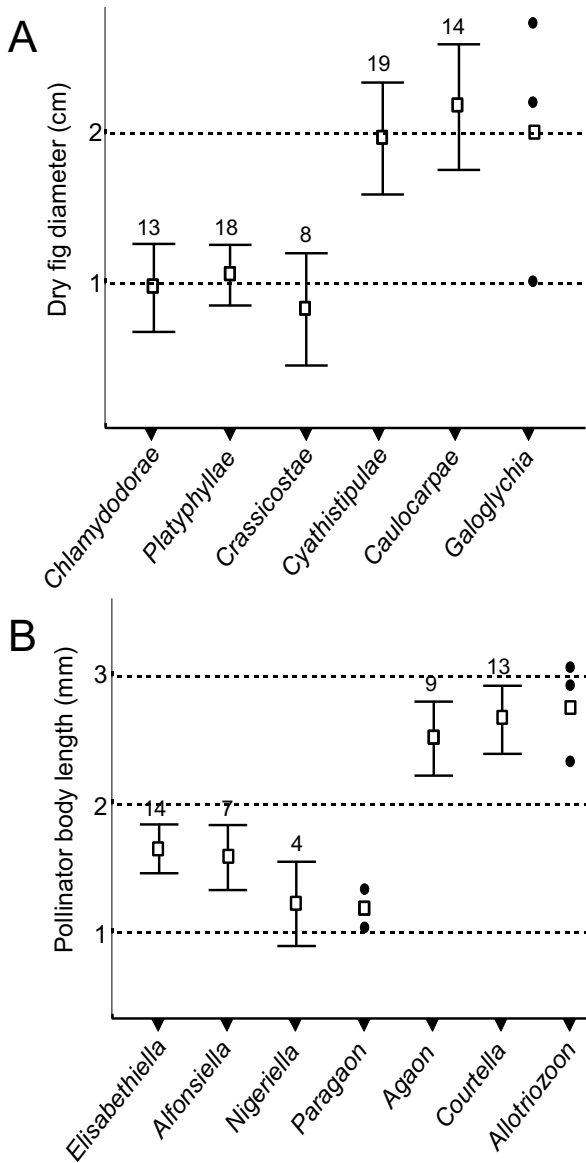 A
Dry fig diameter (cm)
2
1
13
18
8
19
14
Chlamydodorae
Platyphyllae
Crassicostae
Cyathistipulae
Caulocarpae
Galoglychia
B
Pollinator body length (mm)
3
2
1
14
7
4
9
13
Elisabethiella
Alfonsiella
Nigeriella
Paragaon
Agaon
Courtella
Allotriozoon